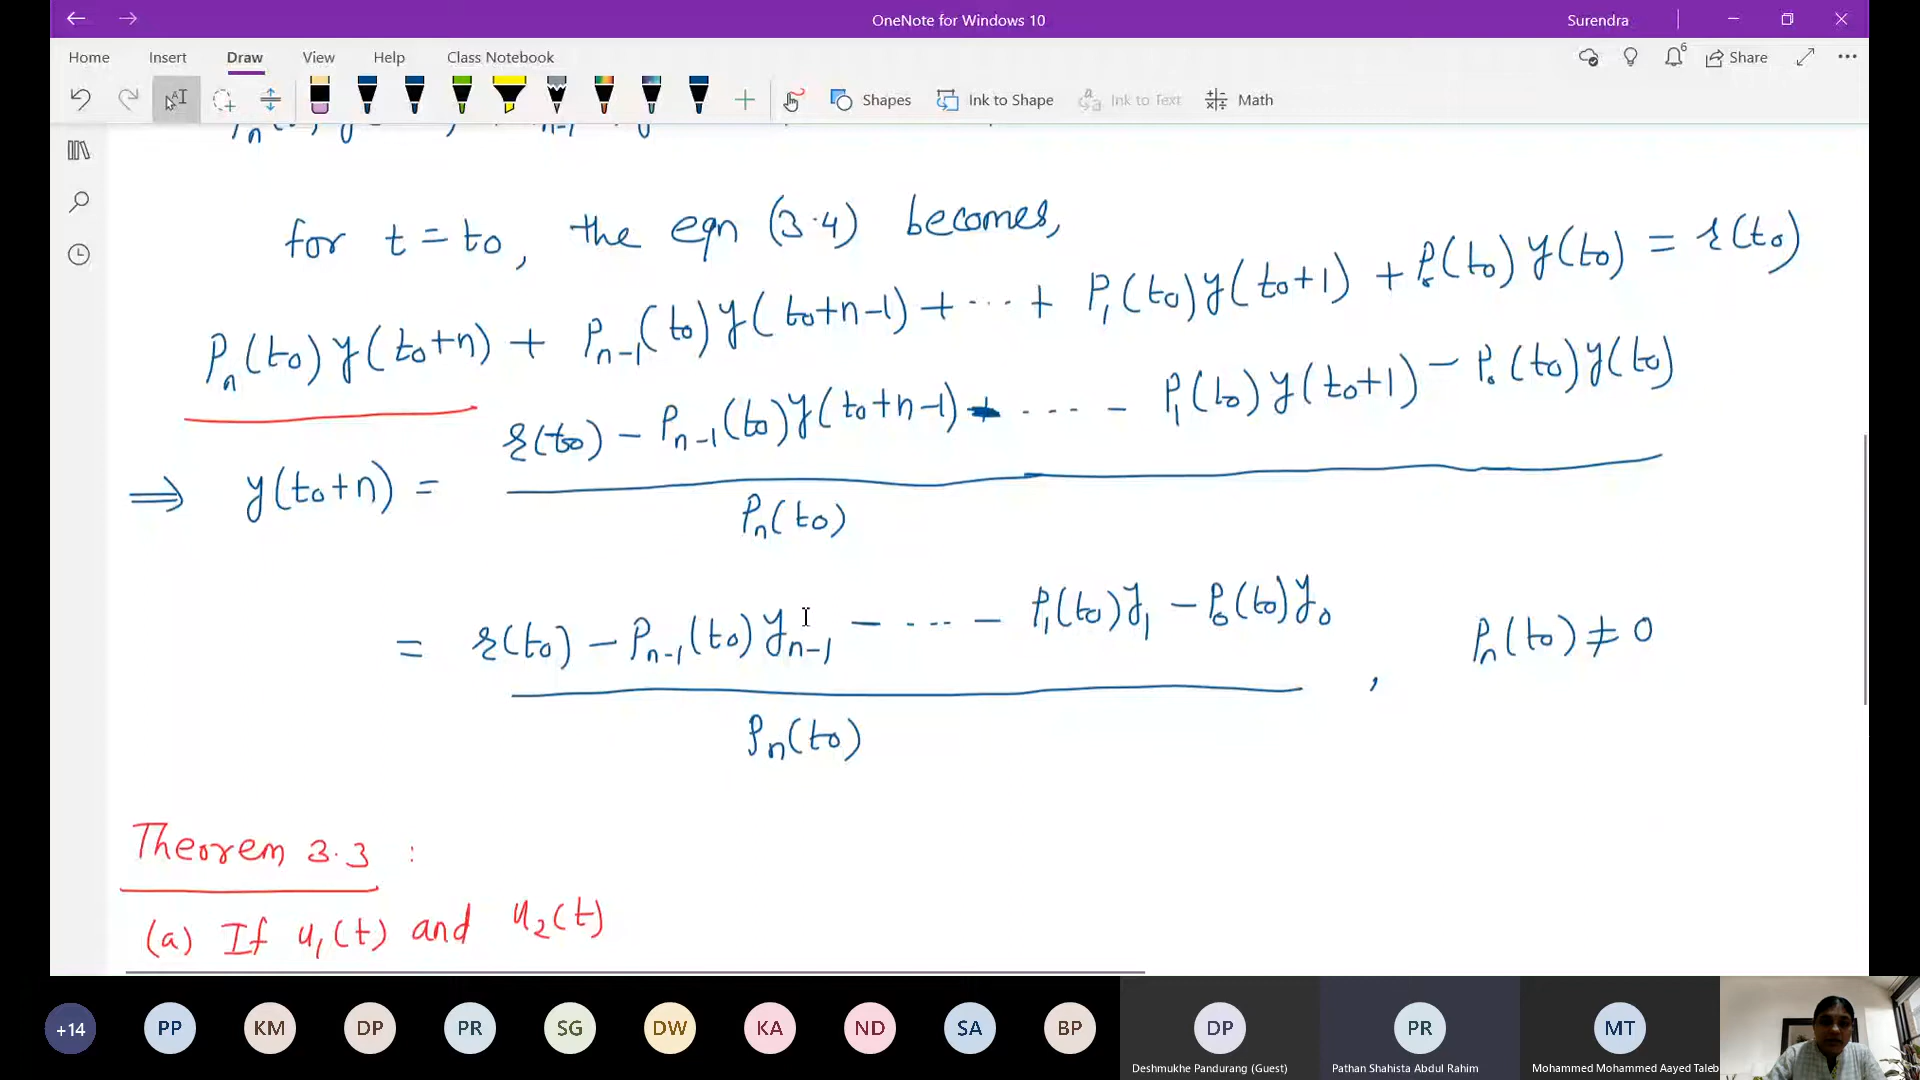 OneNote for Windows 10
Surendra
Home Insert Draw View Help Class Notebook
6
Share
Shapes
Ink to Shape
Ink to Text
Math
for t = t0, the eqn (3.4) becomes,
Pn(t0) y(t0+n) + Pn-1(t0) y(t0+n-1) + ... + P1(t0) y(t0+1) + P0(t0) y(t0) = r(t0)
⇒ y(t0+n) = r(t0) - Pn-1(t0) y(t0+n-1) - .... - P1(t0) y(t0+1) - P0(t0) y(t0)
Pn(t0)
= r(t0) - Pn-1(t0) yn-1 - ... - P1(t0) y1 - P0(t0) y0 , Pn(t0) ≠ 0
Pn(t0)
Theorem 3.3 :
(a) If u1(t) and u2(t)
+14 PP KM DP PR SG DW KA ND SA BP DP PR MT
Deshmukhe Pandurang (Guest)
Pathan Shahista Abdul Rahim
Mohammed Mohammed Aayed Taleb